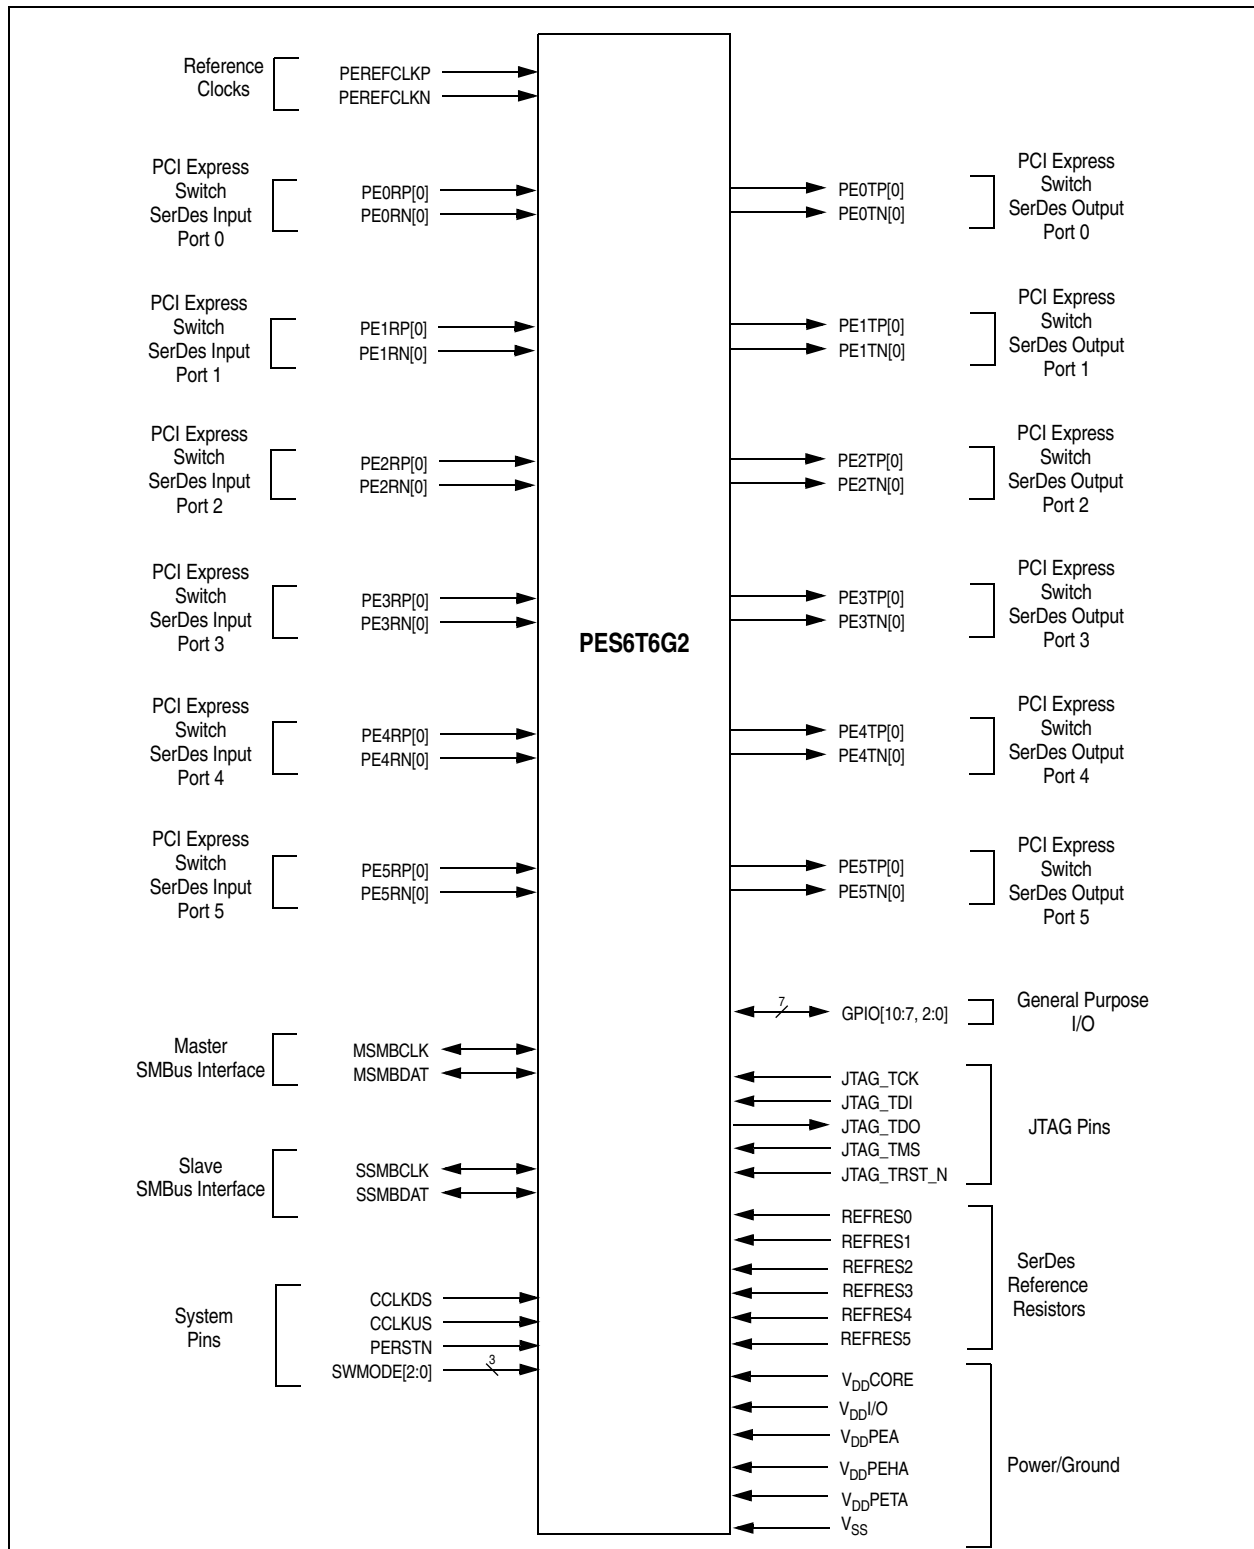 Reference
Clocks
PEREFCLKP
PEREFCLKN
PCI Express
Switch
SerDes Input
Port 0
PE0RP[0]
PE0RN[0]
PE0TP[0]
PE0TN[0]
PCI Express
Switch
SerDes Output
Port 0
PCI Express
Switch
SerDes Input
Port 1
PE1RP[0]
PE1RN[0]
PE1TP[0]
PE1TN[0]
PCI Express
Switch
SerDes Output
Port 1
PCI Express
Switch
SerDes Input
Port 2
PE2RP[0]
PE2RN[0]
PE2TP[0]
PE2TN[0]
PCI Express
Switch
SerDes Output
Port 2
PCI Express
Switch
SerDes Input
Port 3
PE3RP[0]
PE3RN[0]
PES6T6G2
PE3TP[0]
PE3TN[0]
PCI Express
Switch
SerDes Output
Port 3
PCI Express
Switch
SerDes Input
Port 4
PE4RP[0]
PE4RN[0]
PE4TP[0]
PE4TN[0]
PCI Express
Switch
SerDes Output
Port 4
PCI Express
Switch
SerDes Input
Port 5
PE5RP[0]
PE5RN[0]
PE5TP[0]
PE5TN[0]
PCI Express
Switch
SerDes Output
Port 5
7
GPIO[10:7, 2:0]
General Purpose
I/O
Master
SMBus Interface
MSMBCLK
MSMBDAT
JTAG_TCK
JTAG_TDI
JTAG_TDO
JTAG_TMS
JTAG_TRST_N
JTAG Pins
Slave
SMBus Interface
SSMBCLK
SSMBDAT
REFRES0
REFRES1
REFRES2
REFRES3
REFRES4
REFRES5
SerDes
Reference
Resistors
System
Pins
CCLKDS
CCLKUS
PERSTN
SWMODE[2:0]
3
VDDCORE
VDDI/O
VDDPEA
VDDPEHA
VDDPETA
VSS
Power/Ground